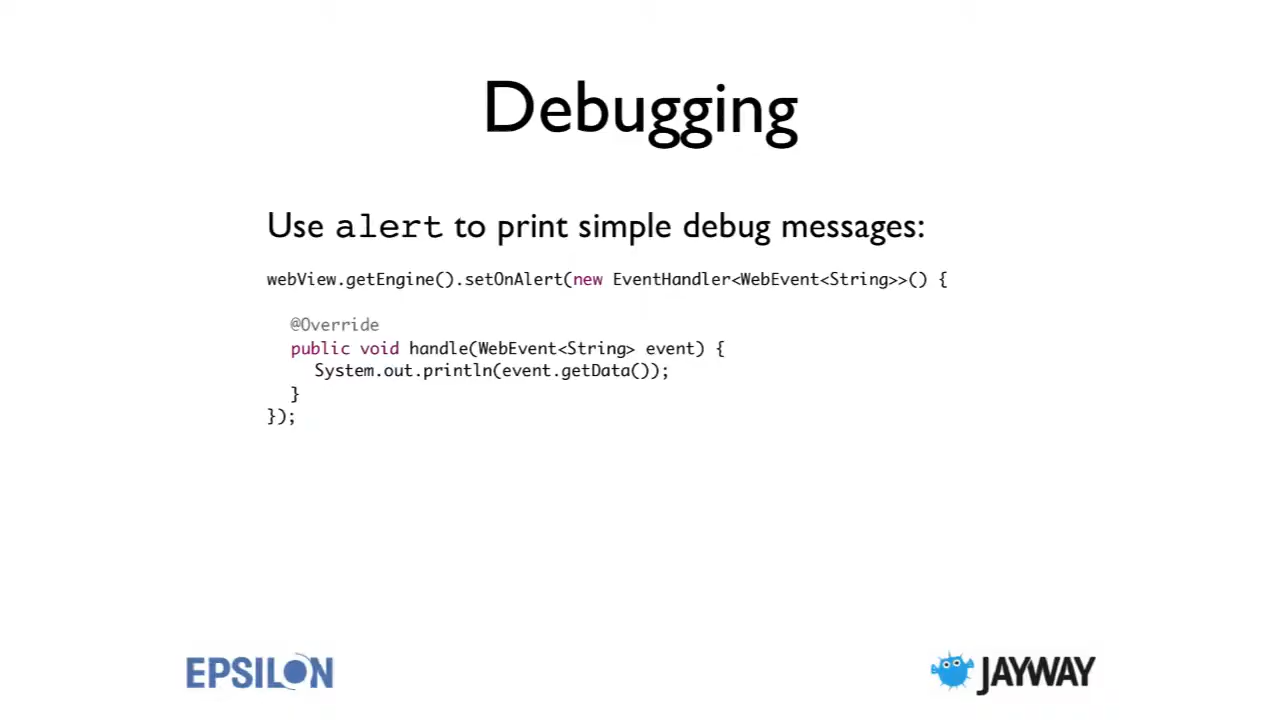 Debugging
Use alert to print simple debug messages:
webView.getEngine().setOnAlert(new EventHandler<WebEvent<String>>() {
@Override
public void handle(WebEvent<String> event) {
System.out.println(event.getData());
}
});
EPSILON
JAYWAY